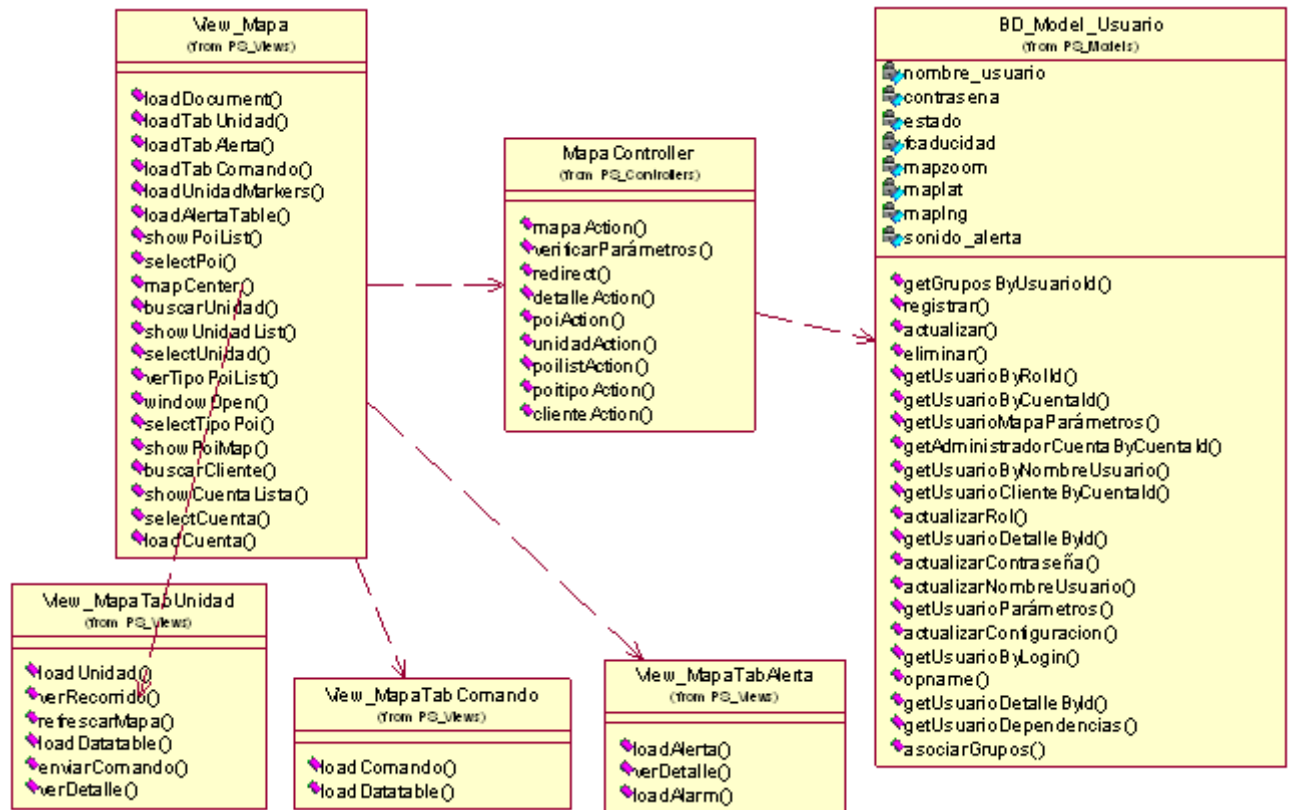 View_Mapa
(from PS_Views)
loadDocument()
loadTabUnidad()
loadTabAlerta()
loadTabComando()
loadUnidadMarkers()
loadAlertaTable()
showPoiList()
selectPoi()
mapCenter()
buscarUnidad()
showUnidadList()
selectUnidad()
verTipoPoiList()
windowOpen()
selectTipoPoi()
showPoiMap()
buscarCliente()
showCuentaLista()
selectCuenta()
loadCuenta()
MapaController
(from PS_Controllers)
mapaAction()
verificarParámetros()
redirect()
detalleAction()
poiAction()
unidadAction()
poilistAction()
poitipoAction()
clienteAction()
BD_Model_Usuario
(from PS_Models)
nombre_usuario
contrasena
estado
fcaducidad
mapzoom
maplat
maplng
sonido_alerta
getGruposByUsuarioId()
registrar()
actualizar()
eliminar()
getUsuarioByRolId()
getUsuarioByCuentaId()
getUsuarioMapaParámetros()
getAdministradorCuentaByCuentaId()
getUsuarioByNombreUsuario()
getUsuarioClienteByCuentaId()
actualizarRol()
getUsuarioDetalleById()
actualizarContraseña()
actualizarNombreUsuario()
getUsuarioParámetros()
actualizarConfiguracion()
getUsuarioByLogin()
opname()
getUsuarioDetalleById()
getUsuarioDependencias()
asociarGrupos()
View_MapaTabUnidad
(from PS_Views)
loadUnidad()
verRecorrido()
refrescarMapa()
loadDatatable()
enviarComando()
verDetalle()
View_MapaTabComando
(from PS_Views)
loadComando()
loadDatatable()
View_MapaTabAlerta
(from PS_Views)
loadAlerta()
verDetalle()
loadAlarm()